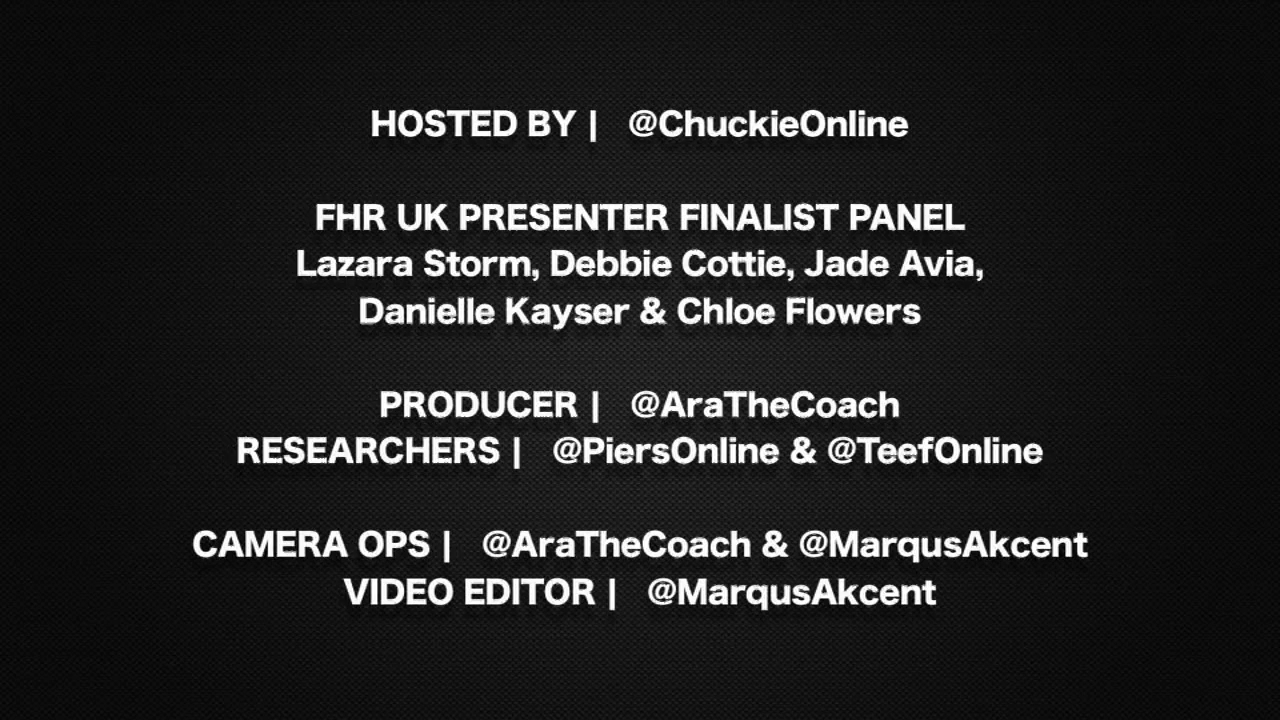 HOSTED BY | @ChuckieOnline
FHR UK PRESENTER FINALIST PANEL
Lazara Storm, Debbie Cottie, Jade Avia,
Danielle Kayser & Chloe Flowers
PRODUCER | @AraTheCoach
RESEARCHERS | @PiersOnline & @TeefOnline
CAMERA OPS | @AraTheCoach & @MarqusAkcent
VIDEO EDITOR | @MarqusAkcent